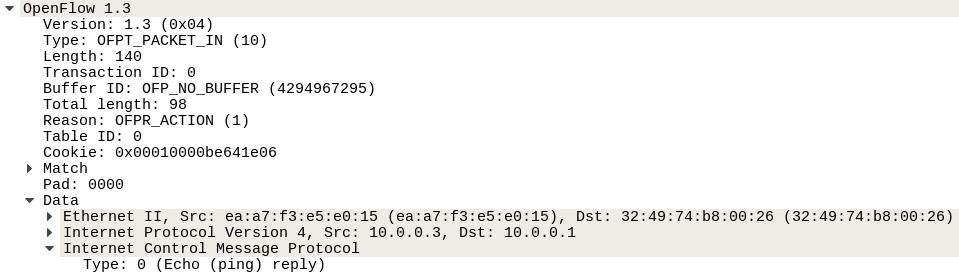 OpenFlow 1.3
Version: 1.3 (0x04)
Type: OFPT_PACKET_IN (10)
Length: 140
Transaction ID: 0
Buffer ID: OFP_NO_BUFFER (4294967295)
Total length: 98
Reason: OFPR_ACTION (1)
Table ID: 0
Cookie: 0x00010000be641e06
Match
Pad: 0000
Data
Ethernet II, Src: ea:a7:f3:e5:e0:15 (ea:a7:f3:e5:e0:15), Dst: 32:49:74:b8:00:26 (32:49:74:b8:00:26)
Internet Protocol Version 4, Src: 10.0.0.3, Dst: 10.0.0.1
Internet Control Message Protocol
Type: 0 (Echo (ping) reply)